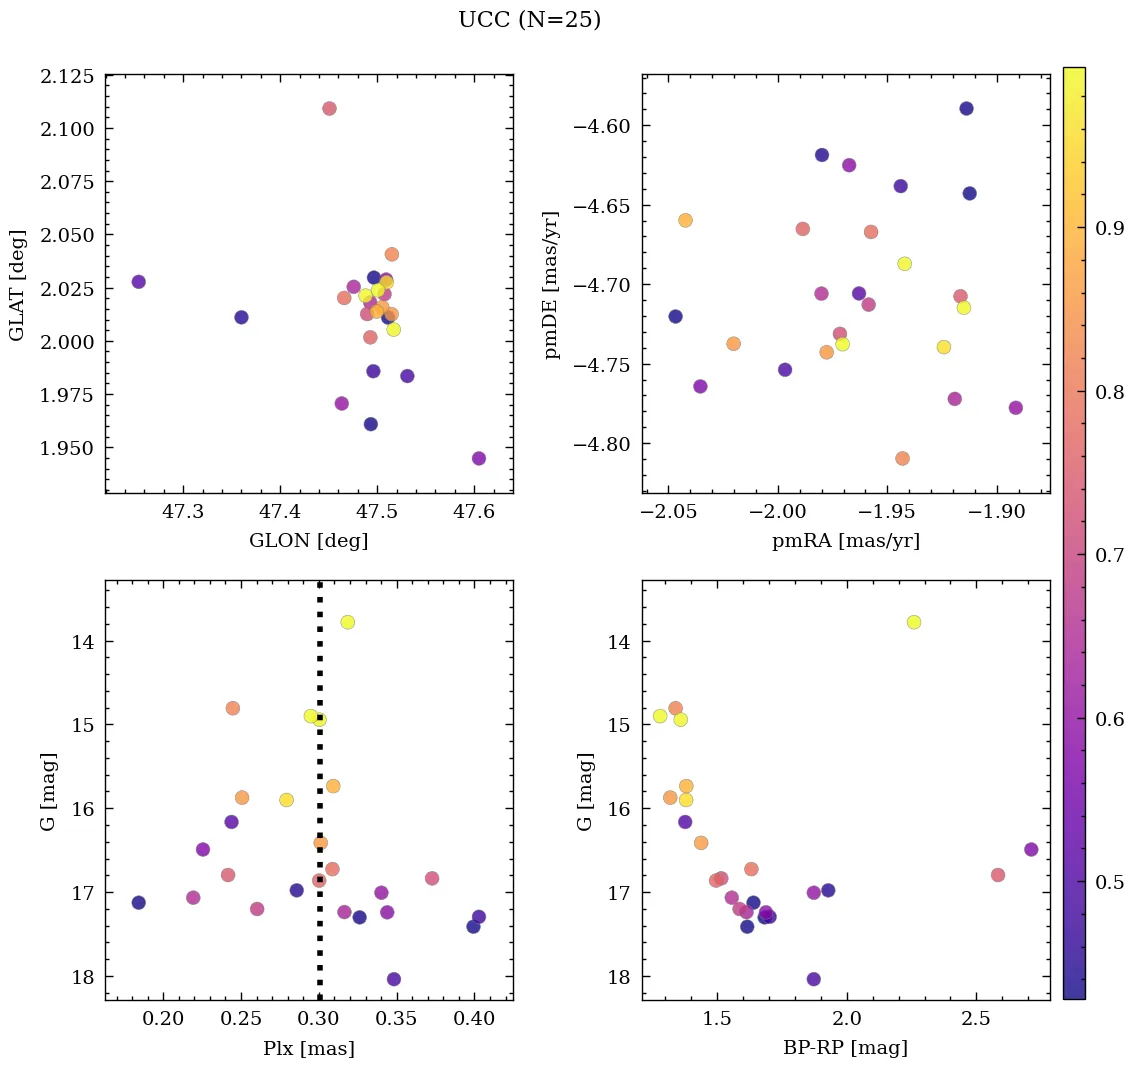 UCC (N=25)
2.125
2.100
2.075
2.050
2.025
2.000
1.975
1.950
GLAT [deg]
47.3 47.4 47.5 47.6
GLON [deg]
−4.60
−4.65
−4.70
−4.75
−4.80
pmDE [mas/yr]
−2.05 −2.00 −1.95 −1.90
pmRA [mas/yr]
14
15
16
17
18
G [mag]
0.20 0.25 0.30 0.35 0.40
Plx [mas]
14
15
16
17
18
G [mag]
1.5 2.0 2.5
BP-RP [mag]
0.9
0.8
0.7
0.6
0.5